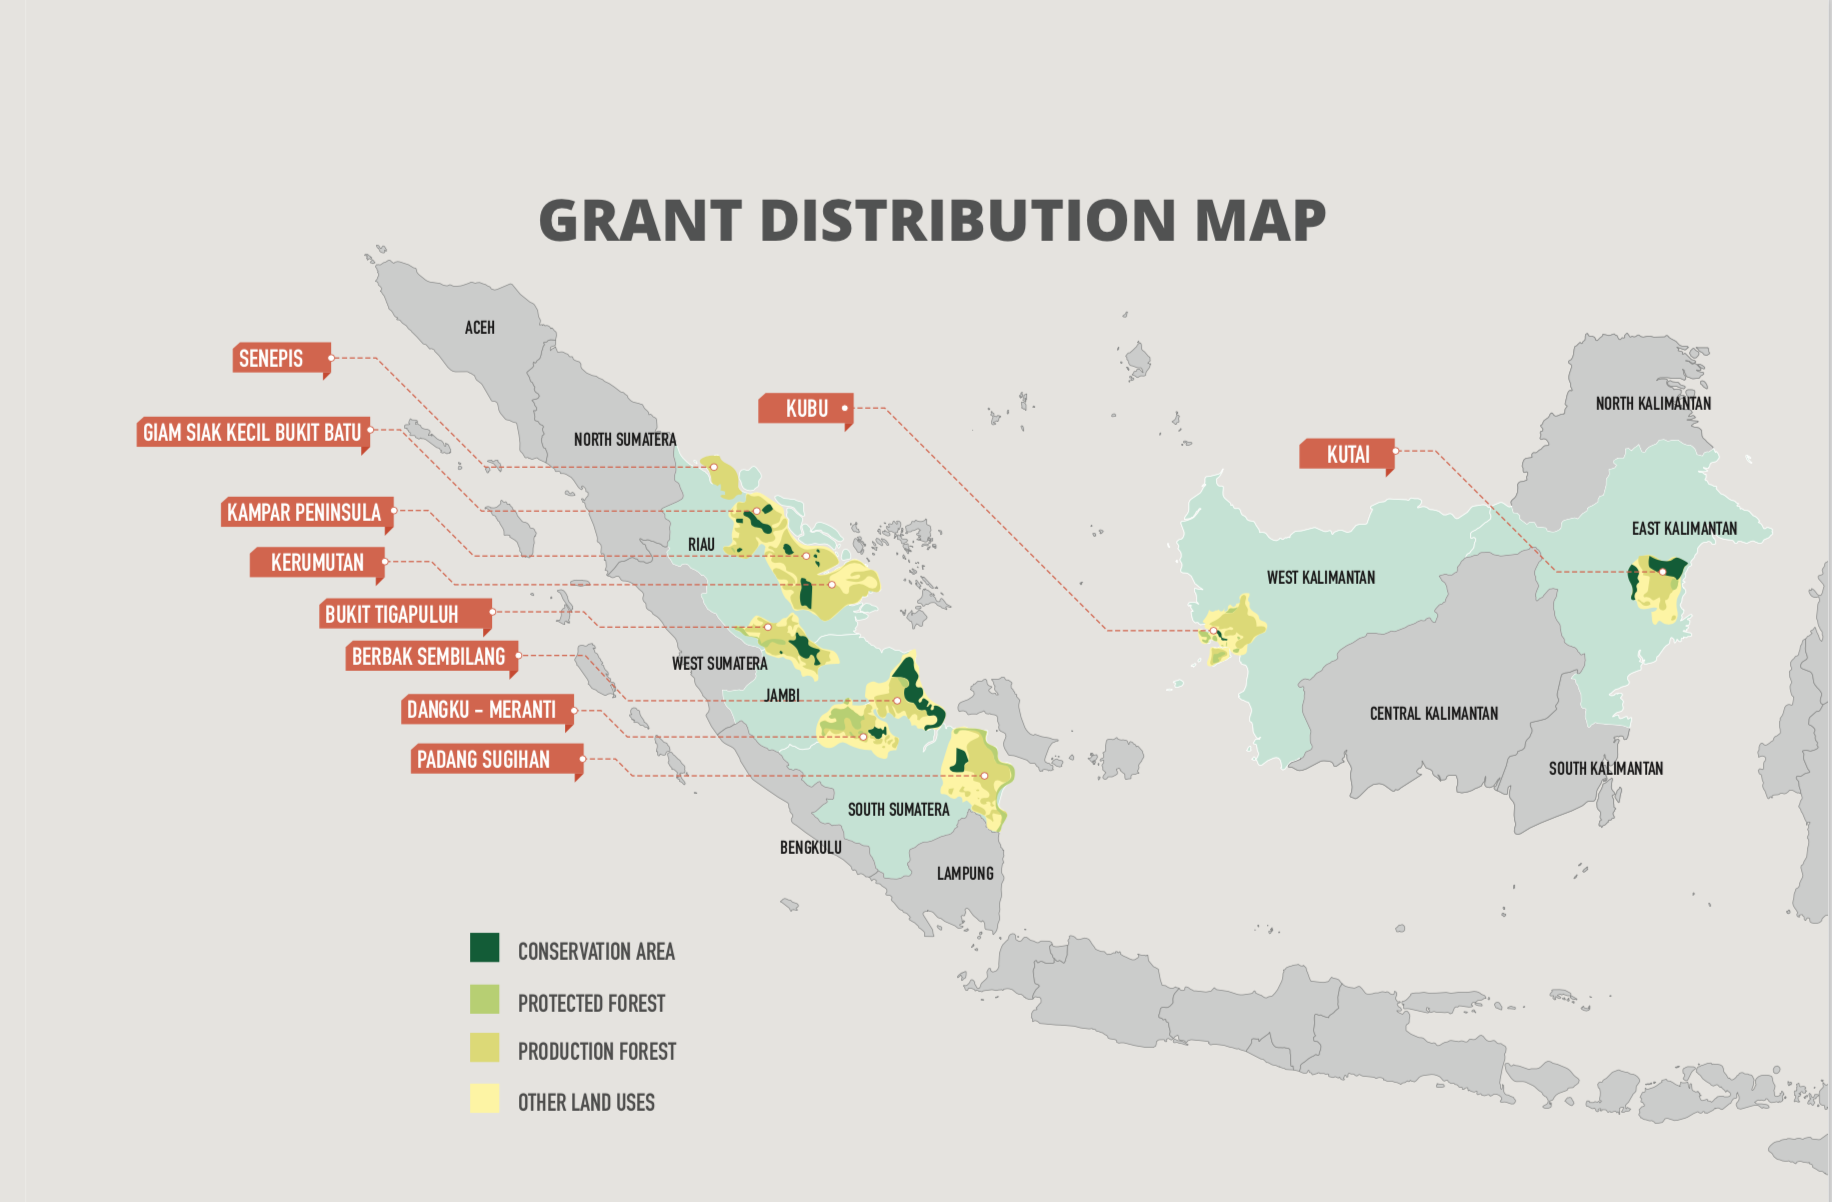 GRANT DISTRIBUTION MAP
ACEH
SENEPIS
NORTH KALIMANTAN
KUBU
GIAM SIAK KECIL BUKIT BATU
NORTH SUMATERA
KUTAI
KAMPAR PENINSULA
EAST KALIMANTAN
RIAU
KERUMUTAN
WEST KALIMANTAN
BUKIT TIGAPULUH
BERBAK SEMBILANG
WEST SUMATERA
JAMBI
DANGKU - MERANTI
CENTRAL KALIMANTAN
PADANG SUGIHAN
SOUTH KALIMANTAN
SOUTH SUMATERA
BENGKULU
LAMPUNG
CONSERVATION AREA
PROTECTED FOREST
PRODUCTION FOREST
OTHER LAND USES